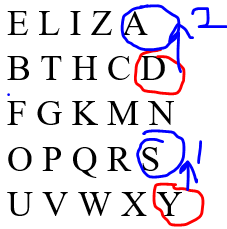 E L I Z A 2
B T H C D
F G K M N
O P Q R S 1
U V W X Y